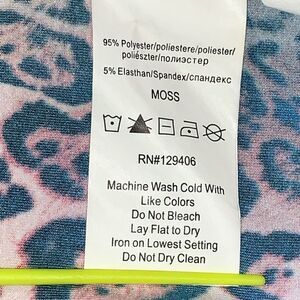 95% Polyester/poliestere/poliester/
poliészter/полиэстер
5% Elasthan/Spandex/спандекс
MOSS
RN#129406
Machine Wash Cold With
Like Colors
Do Not Bleach
Lay Flat to Dry
Iron on Lowest Setting
Do Not Dry Clean